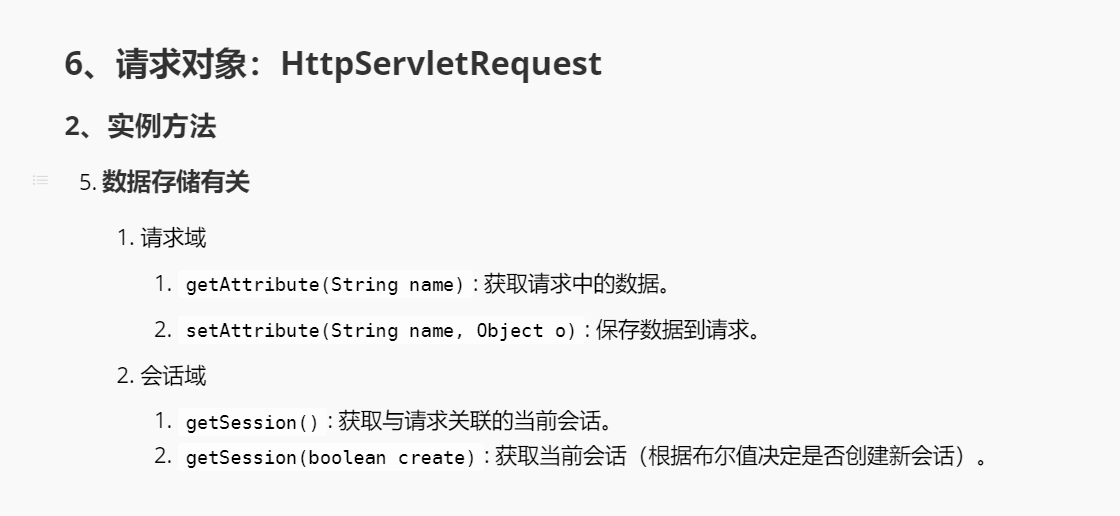 6、请求对象：HttpServletRequest
2、实例方法
5. 数据存储有关
1. 请求域
1. getAttribute(String name)：获取请求中的数据。
2. setAttribute(String name, Object o)：保存数据到请求。
2. 会话域
1. getSession()：获取与请求关联的当前会话。
2. getSession(boolean create)：获取当前会话（根据布尔值决定是否创建新会话）。